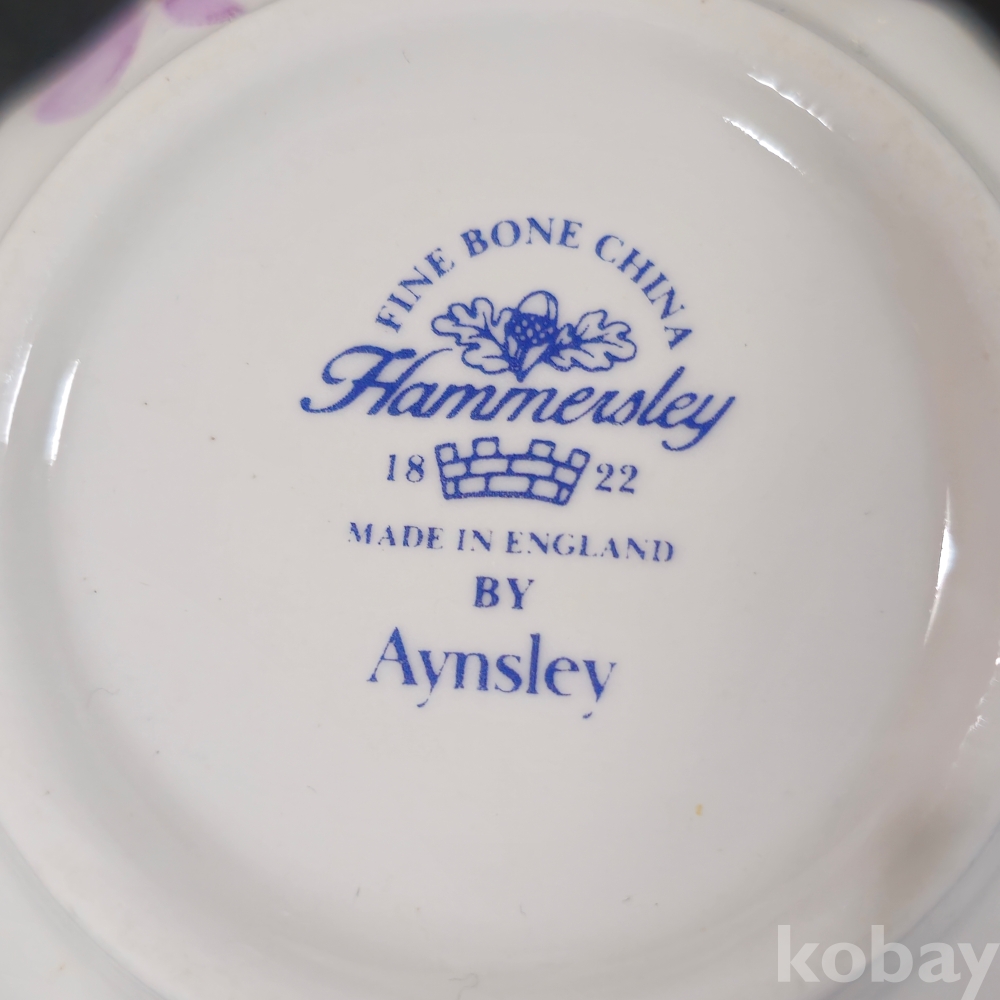 FINE BONE CHINA
Hammersley
18 22
MADE IN ENGLAND
BY
Aynsley
kobay